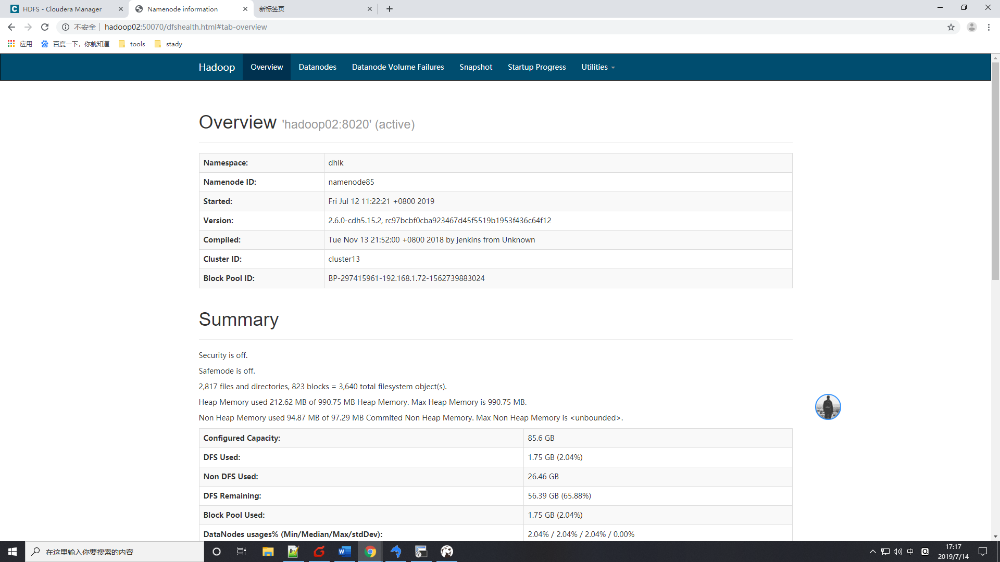 HDFS - Cloudera Manager
Namenode information
新标签页
不安全 hadoop02:50070/dfshealth.html#tab-overview
应用 百度一下，你就知道 tools stady
Hadoop Overview Datanodes Datanode Volume Failures Snapshot Startup Progress Utilities
Overview 'hadoop02:8020' (active)
Namespace: dhlk
Namenode ID: namenode85
Started: Fri Jul 12 11:22:21 +0800 2019
Version: 2.6.0-cdh5.15.2, rc97bcbf0cba923467d45f5519b1953f436c64f12
Compiled: Tue Nov 13 21:52:00 +0800 2018 by jenkins from Unknown
Cluster ID: cluster13
Block Pool ID: BP-297415961-192.168.1.72-1562739883024
Summary
Security is off.
Safemode is off.
2,817 files and directories, 823 blocks = 3,640 total filesystem object(s).
Heap Memory used 212.62 MB of 990.75 MB Heap Memory. Max Heap Memory is 990.75 MB.
Non Heap Memory used 94.87 MB of 97.29 MB Commited Non Heap Memory. Max Non Heap Memory is <unbounded>.
Configured Capacity: 85.6 GB
DFS Used: 1.75 GB (2.04%)
Non DFS Used: 26.46 GB
DFS Remaining: 56.39 GB (65.88%)
Block Pool Used: 1.75 GB (2.04%)
DataNodes usages% (Min/Median/Max/stdDev): 2.04% / 2.04% / 2.04% / 0.00%
在这里输入你要搜索的内容
中
17:17
2019/7/14